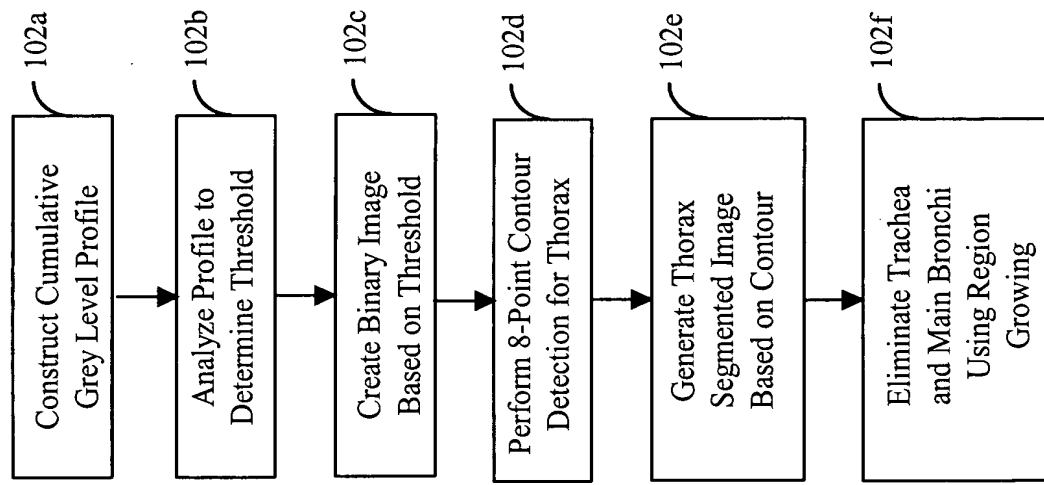 Construct Cumulative
Grey Level Profile
102a
Analyze Profile to
Determine Threshold
102b
Create Binary Image
Based on Threshold
102c
Perform 8-Point Contour
Detection for Thorax
102d
Generate Thorax
Segmented Image
Based on Contour
102e
Eliminate Trachea
and Main Bronchi
Using Region
Growing
102f